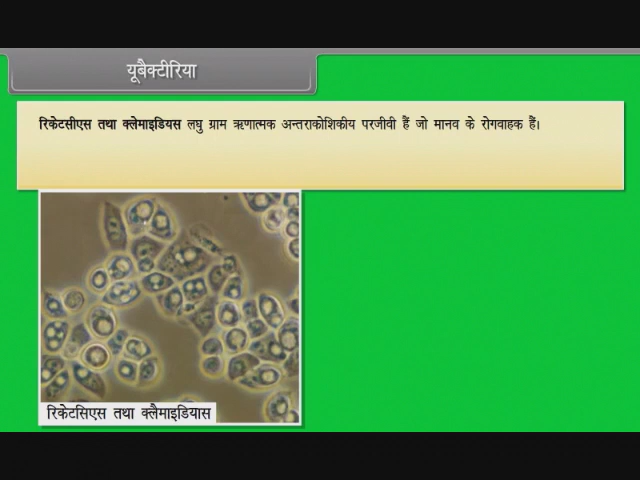 यूबैक्टीरिया
रिकेटसीएस तथा क्लेमाइडियस लघु ग्राम ऋणात्मक अन्तराकोशिकीय परजीवी हैं जो मानव के रोगवाहक हैं।
रिकेटसिएस तथा क्लैमाइडियास